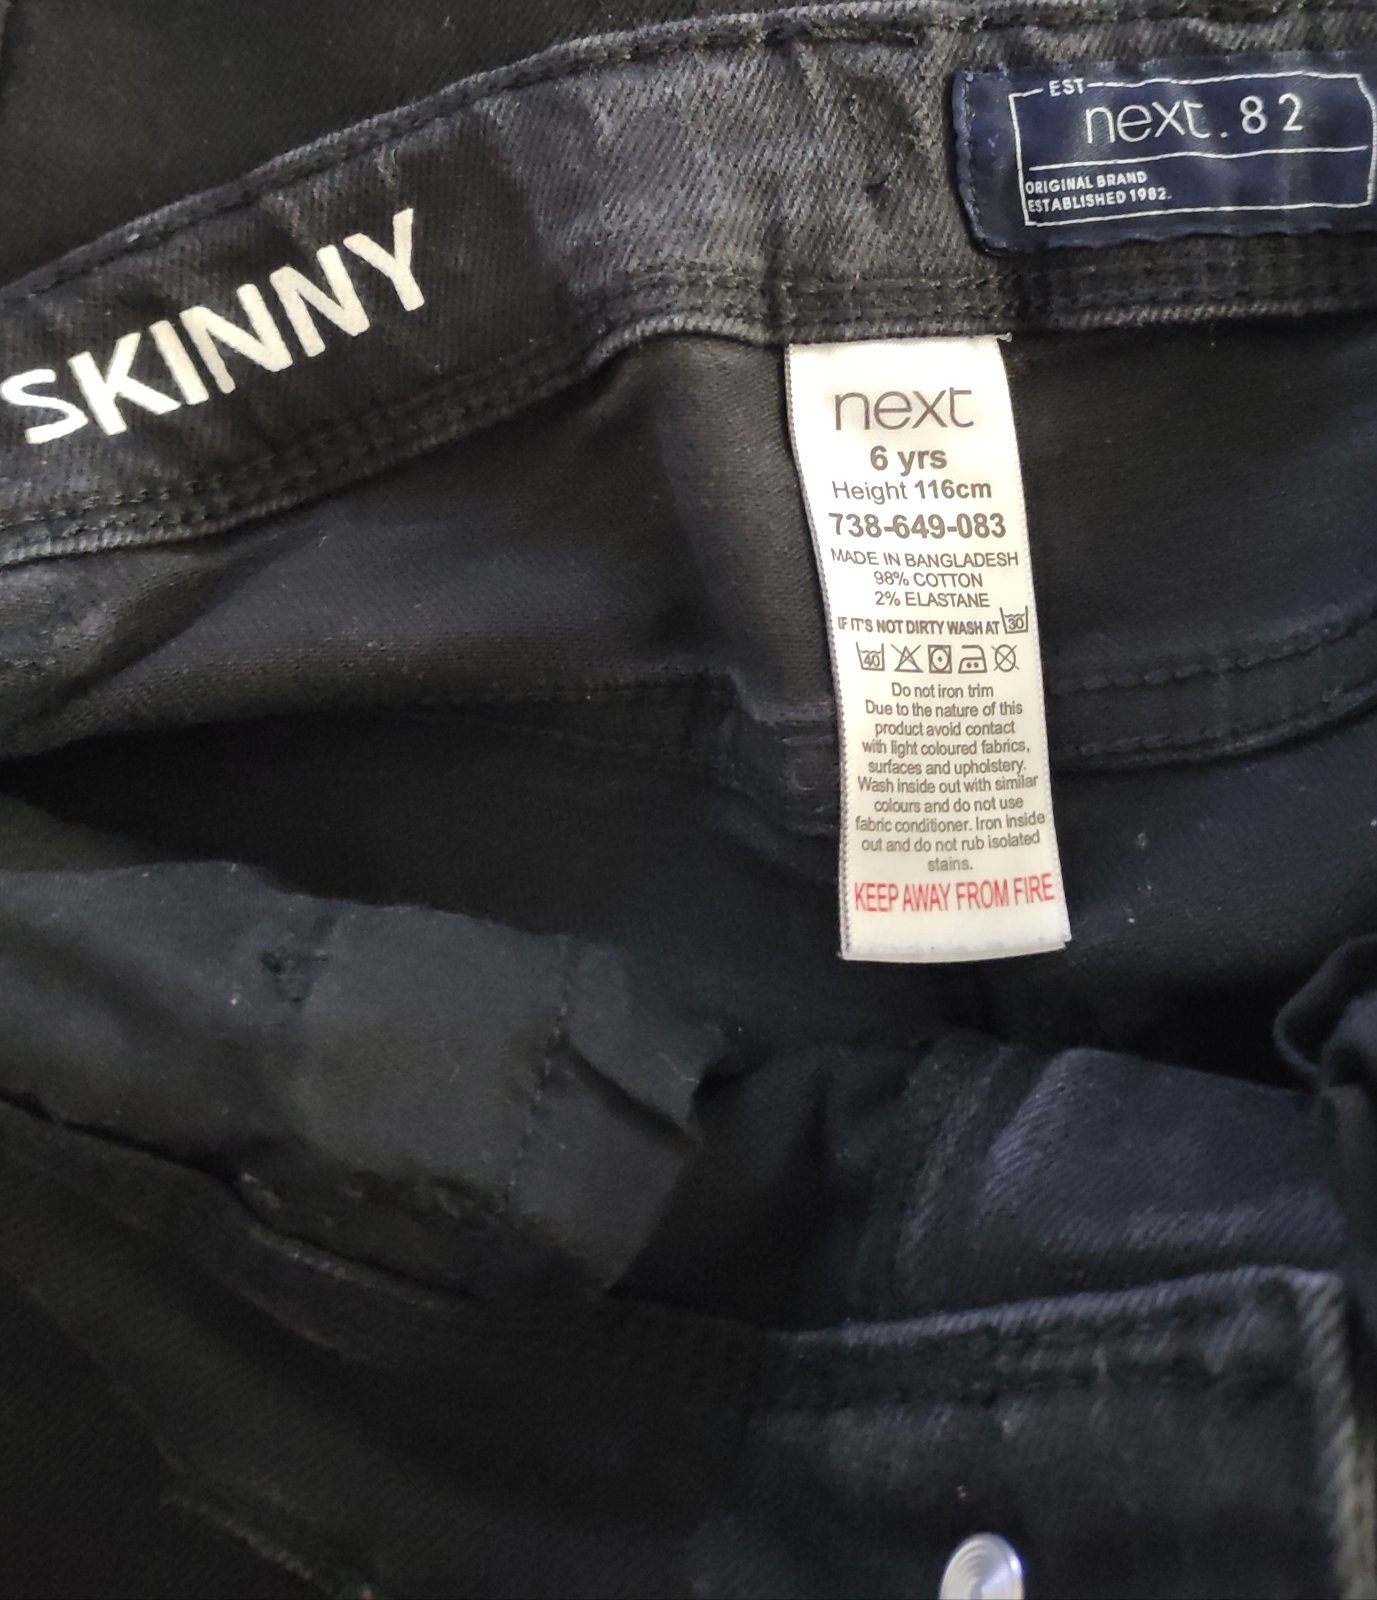 SKINNY
EST
next.82
ORIGINAL BRAND
ESTABLISHED 1982.
next
6 yrs
Height 116cm
738-649-083
MADE IN BANGLADESH
98% COTTON
2% ELASTANE
IF IT'S NOT DIRTY WASH AT 30
40
Do not iron trim
Due to the nature of this
product avoid contact
with light coloured fabrics,
surfaces and upholstery.
Wash inside out with similar
colours and do not use
fabric conditioner. Iron inside
out and do not rub isolated
stains.
KEEP AWAY FROM FIRE